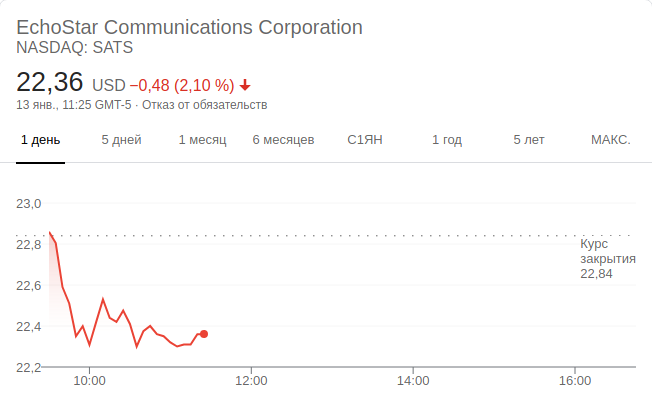 EchoStar Communications Corporation
NASDAQ: SATS
22,36 USD −0,48 (2,10 %)
13 янв., 11:25 GMT-5 · Отказ от обязательств
1 день 5 дней 1 месяц 6 месяцев С1ЯН 1 год 5 лет МАКС.
23,0
22,8
Курс
закрытия
22,84
22,6
22,4
22,2
10:00 12:00 14:00 16:00